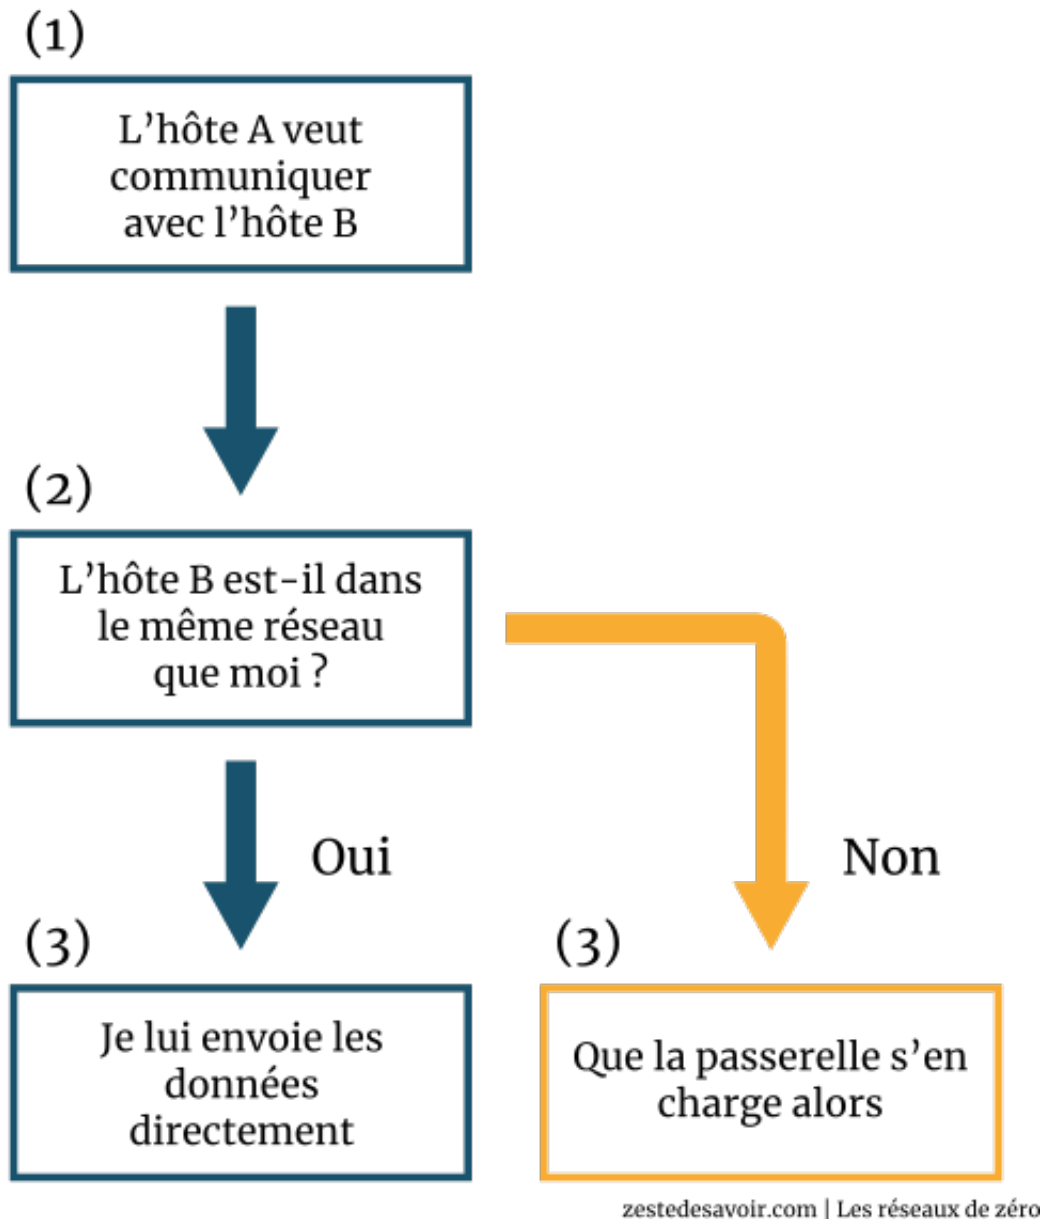 (1)
L’hôte A veut
communiquer
avec l’hôte B
(2)
L’hôte B est-il dans
le même réseau
que moi ?
Oui
Non
(3)
Je lui envoie les
données
directement
(3)
Que la passerelle s’en
charge alors
zestedesavoir.com | Les réseaux de zéro